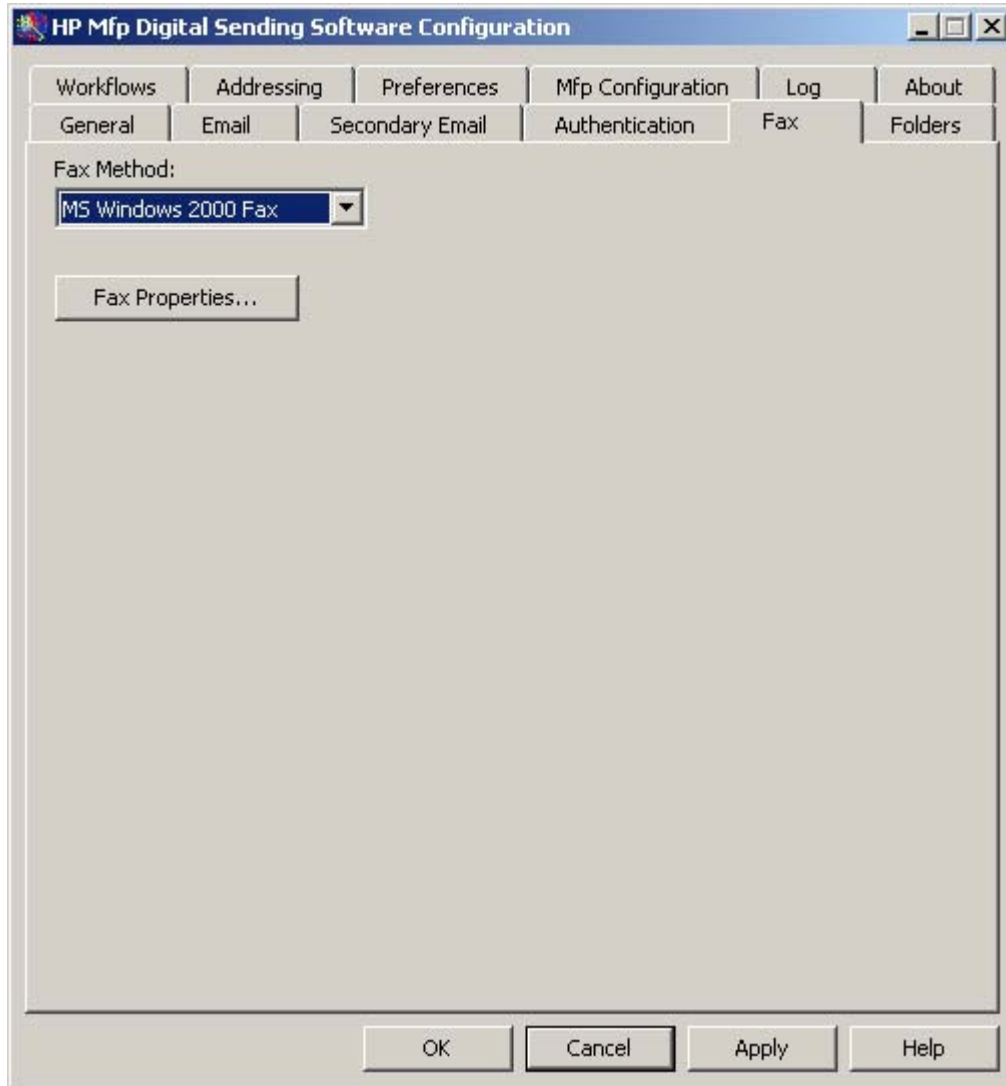 HP Mfp Digital Sending Software Configuration
Workflows Addressing Preferences Mfp Configuration Log About
General Email Secondary Email Authentication Fax Folders
Fax Method:
MS Windows 2000 Fax
Fax Properties...
OK Cancel Apply Help